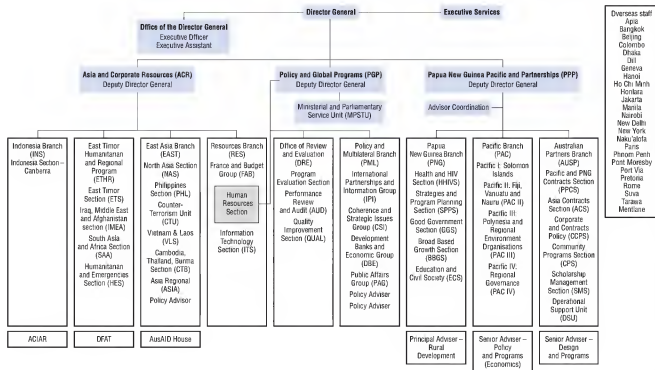 Director General
Executive Services
Office of the Director General
Executive Officer
Executive Assistant
Asia and Corporate Resources (ACR)
Deputy Director General
Policy and Global Programs (PGP)
Deputy Director General
Papua New Guinea Pacific and Partnerships (PPP)
Deputy Director General
Ministerial and Parliamentary
Service Unit (MPSTU)
Advisor Coordination
Indonesia Branch
(INS)
Indonesia Section –
Canberra
East Timor
Humanitarian
and Regional
Program
(ETHR)
East Timor
Section (ETS)
Iraq, Middle East
and Afghanistan
section (IMEA)
South Asia
and Africa Section
(SAA)
Humanitarian
and Emergencies
Section (HES)
East Asia Branch
(EAST)
North Asia Section
(NAS)
Philippines
Section (PHL)
Counter-
Terrorism Unit
(CTU)
Vietnam & Laos
(VLS)
Cambodia,
Thailand, Burma
Section (CTB)
Asia Regional
(ASIA)
Policy Advisor
Resources Branch
(RES)
France and Budget
Group (FAB)
Human
Resources
Section
Information
Technology
Section (ITS)
Office of Review
and Evaluation
(DRE)
Program
Evaluation Section
Performance
Review
and Audit (AUD)
Quality
Improvement
Section (QUAL)
Policy and
Multilateral Branch
(PML)
International
Partnerships and
Information Group
(IPI)
Coherence and
Strategic Issues
Group (CSI)
Development
Banks and
Economic Group
(DBE)
Public Affairs
Group (PAG)
Policy Adviser
Policy Adviser
Papua
New Guinea Branch
(PNG)
Health and HIV
Section (HHIVS)
Strategies and
Program Planning
Section (SPPS)
Good Government
Section (GGS)
Broad Based
Growth Section
(BBGS)
Education and
Civil Society (ECS)
Pacific Branch
(PAC)
Pacific I: Solomon
Islands
Pacific II: Fiji,
Vanuatu and
Nauru (PAC II)
Pacific III:
Polynesia and
Regional
Environment
Organisations
(PAC III)
Pacific IV:
Regional
Governance
(PAC IV)
Australian
Partners Branch
(AUSP)
Pacific and PNG
Contracts Section
(PPCS)
Asia Contracts
Section (ACS)
Corporate
and Contracts
Policy (CCPS)
Community
Programs Section
(CPS)
Scholarship
Management
Section (SMS)
Operational
Support Unit
(DSU)
ACIAR
DFAT
AusAID House
Principal Adviser –
Rural
Development
Senior Adviser –
Policy
and Programs
(Economics)
Senior Adviser –
Design
and Programs
Overseas staff
Apia
Bangkok
Beijing
Colombo
Dhaka
Dili
Geneva
Hanoi
Ho Chi Minh
Honiara
Jakarta
Manila
Nairobi
New Delhi
New York
Naku'alofa
Paris
Phnom Penh
Port Moresby
Port Via
Pretoria
Rome
Suva
Tarawa
Mentiane